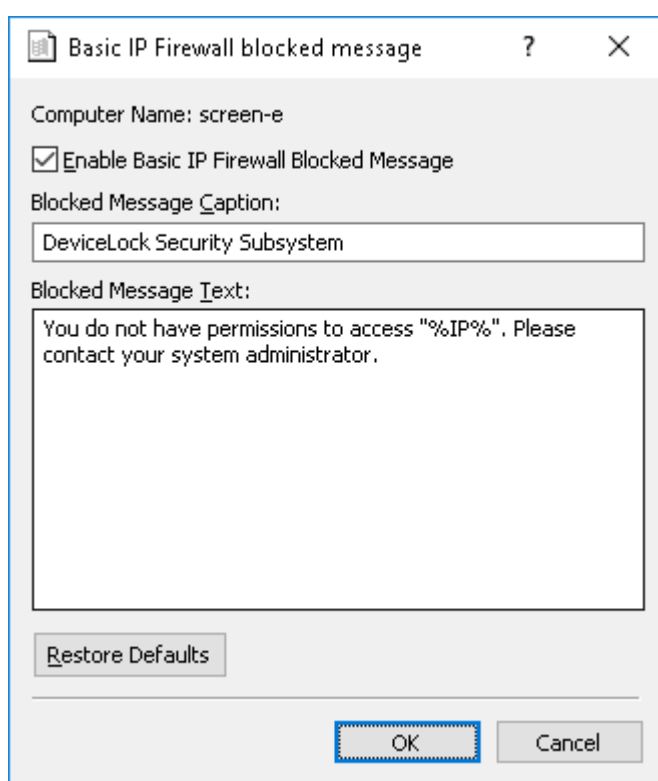 Basic IP Firewall blocked message
?
Computer Name: screen-e
Enable Basic IP Firewall Blocked Message
Blocked Message Caption:
DeviceLock Security Subsystem
Blocked Message Text:
You do not have permissions to access "%IP%". Please
contact your system administrator.
Restore Defaults
OK
Cancel